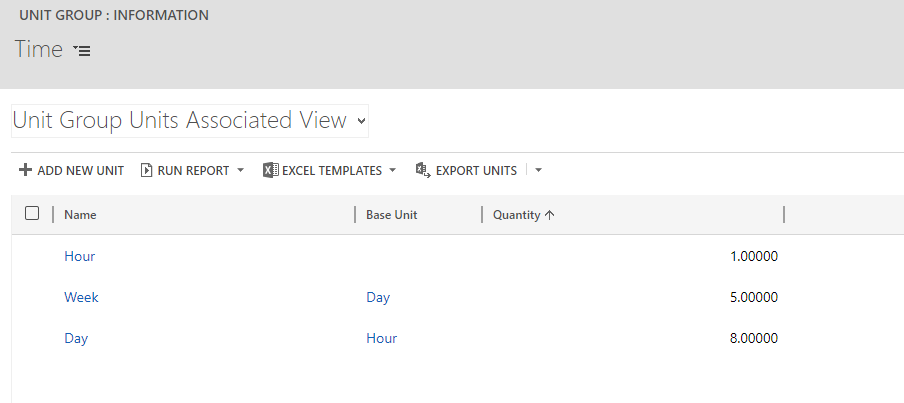 UNIT GROUP : INFORMATION
Time
Unit Group Units Associated View
ADD NEW UNIT RUN REPORT EXCEL TEMPLATES EXPORT UNITS
Name Base Unit Quantity
Hour 1.00000
Week Day 5.00000
Day Hour 8.00000